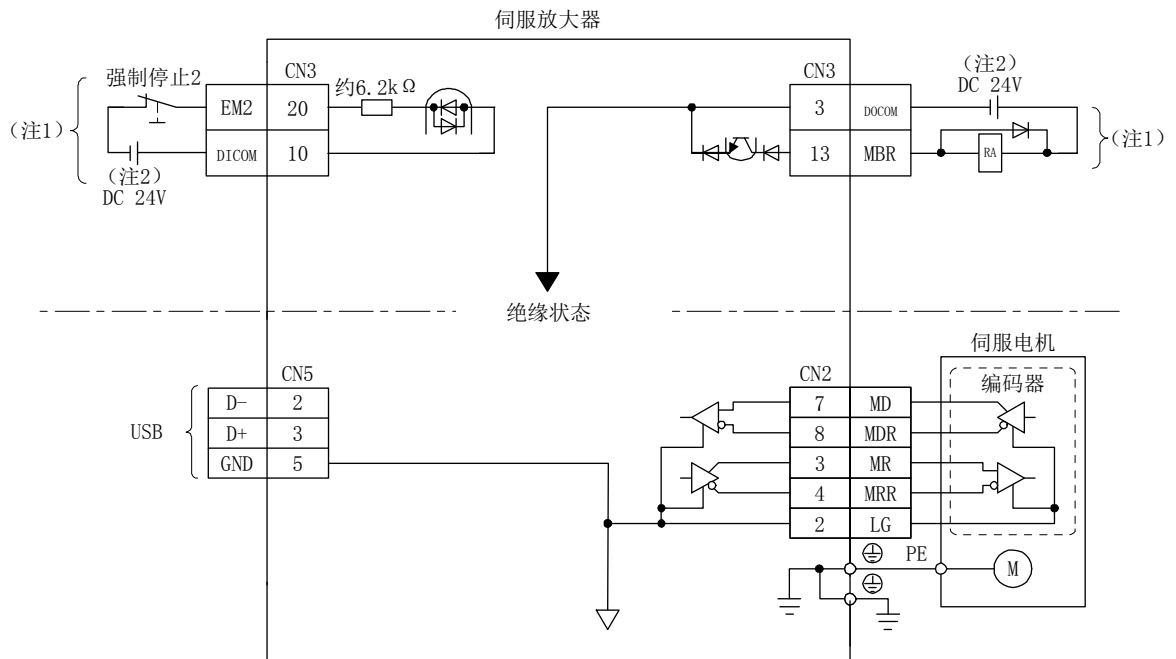 伺服放大器
强制停止2
CN3
EM2 20
DICOM 10
(注1)
(注2)
DC 24V
约6.2kΩ
CN3
3 DOCOM
13 MBR
(注2)
DC 24V
RA
(注1)
绝缘状态
CN5
USB
D- 2
D+ 3
GND 5
CN2
7 MD
8 MDR
3 MR
4 MRR
2 LG
PE
伺服电机
编码器
M